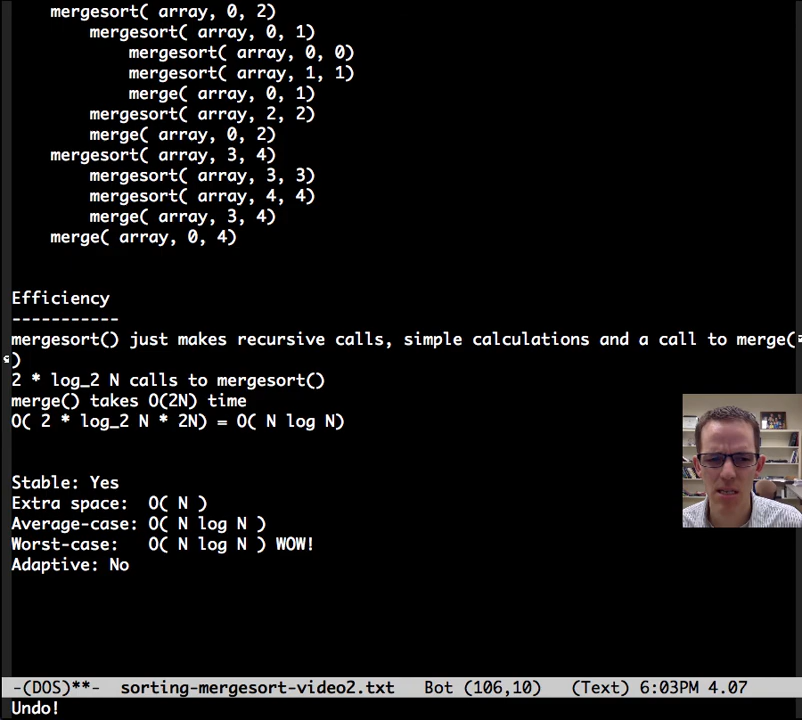 mergesort( array, 0, 2)
mergesort( array, 0, 1)
mergesort( array, 0, 0)
mergesort( array, 1, 1)
merge( array, 0, 1)
mergesort( array, 2, 2)
merge( array, 0, 2)
mergesort( array, 3, 4)
mergesort( array, 3, 3)
mergesort( array, 4, 4)
merge( array, 3, 4)
merge( array, 0, 4)
Efficiency
-----------
mergesort() just makes recursive calls, simple calculations and a call to merge(
)
2 * log_2 N calls to mergesort()
merge() takes O(2N) time
O( 2 * log_2 N * 2N) = O( N log N)
Stable: Yes
Extra space:  O( N )
Average-case: O( N log N )
Worst-case:   O( N log N ) WOW!
Adaptive: No
-(DOS)**-  sorting-mergesort-video2.txt   Bot (106,10)   (Text) 6:03PM 4.07
Undo!